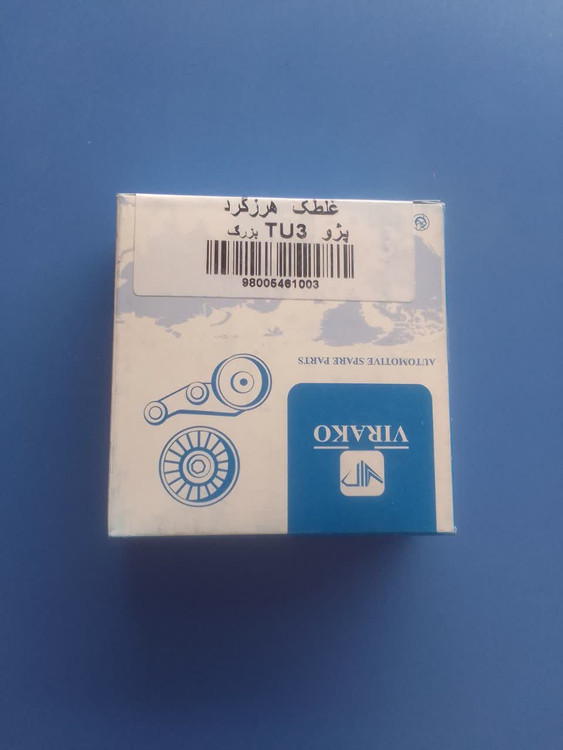 غلطک هرزگرد
پژو TU3 بزرگ
98005461003
AUTOMOTIVE SPARE PARTS
VIRAKO